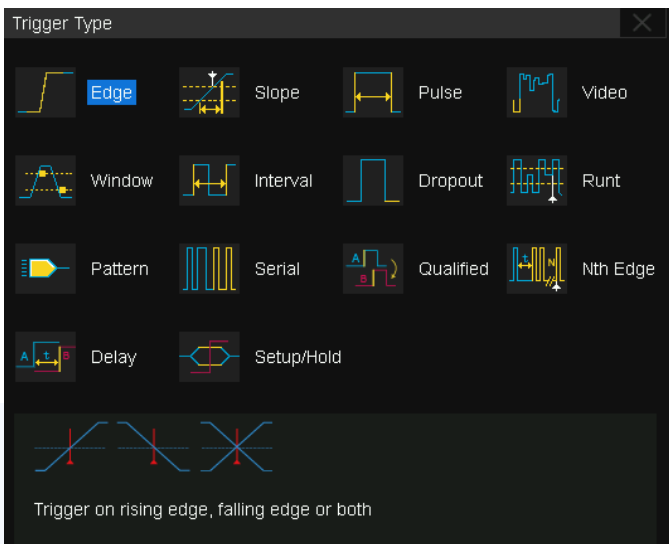 Trigger Type
Edge
Slope
Pulse
Video
Window
Interval
Dropout
Runt
Pattern
Serial
A
B
Qualified
t
N
Nth Edge
A
t
B
Delay
Setup/Hold
Trigger on rising edge, falling edge or both